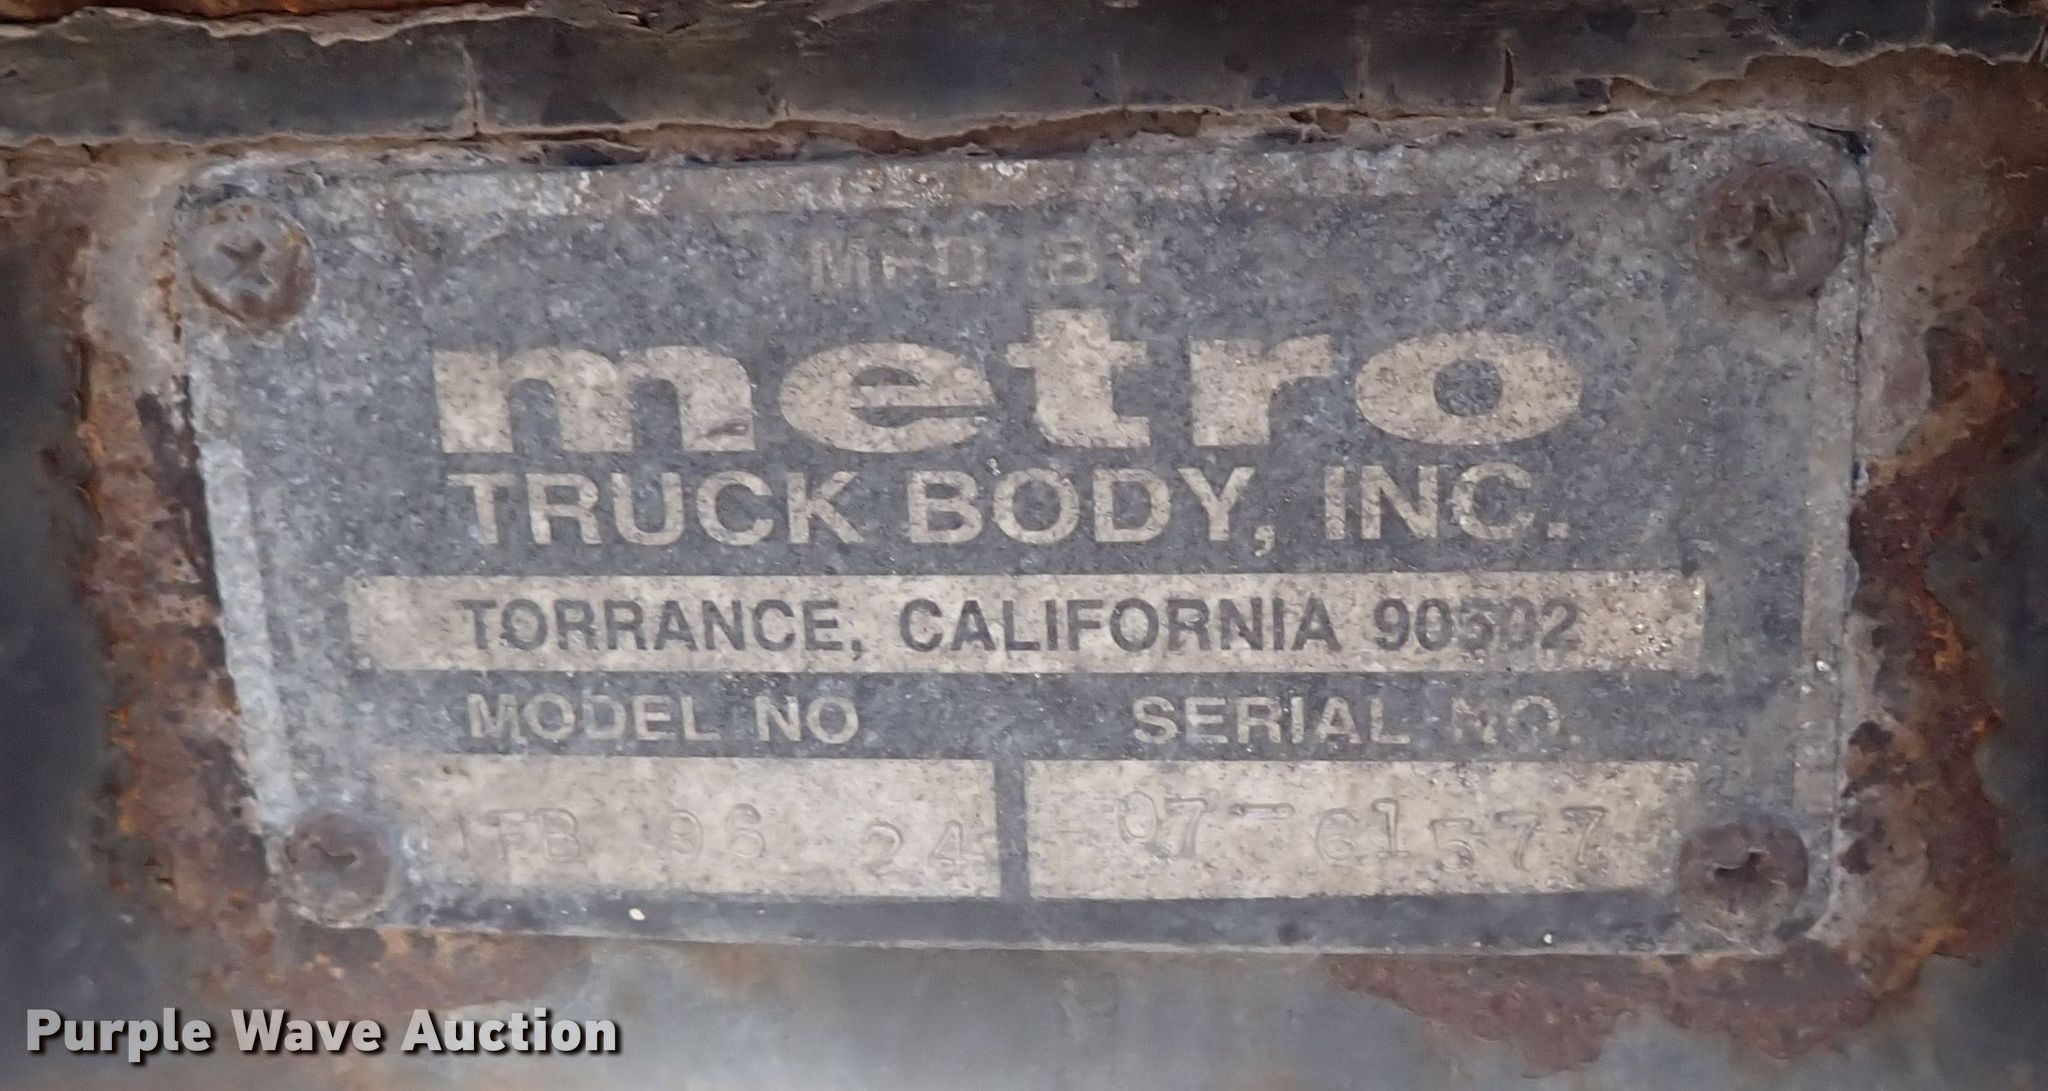 MFD BY
metro
TRUCK BODY, INC.
TORRANCE, CALIFORNIA 90502
MODEL NO. SERIAL NO.
FB 96 24 07-61577
Purple Wave Auction